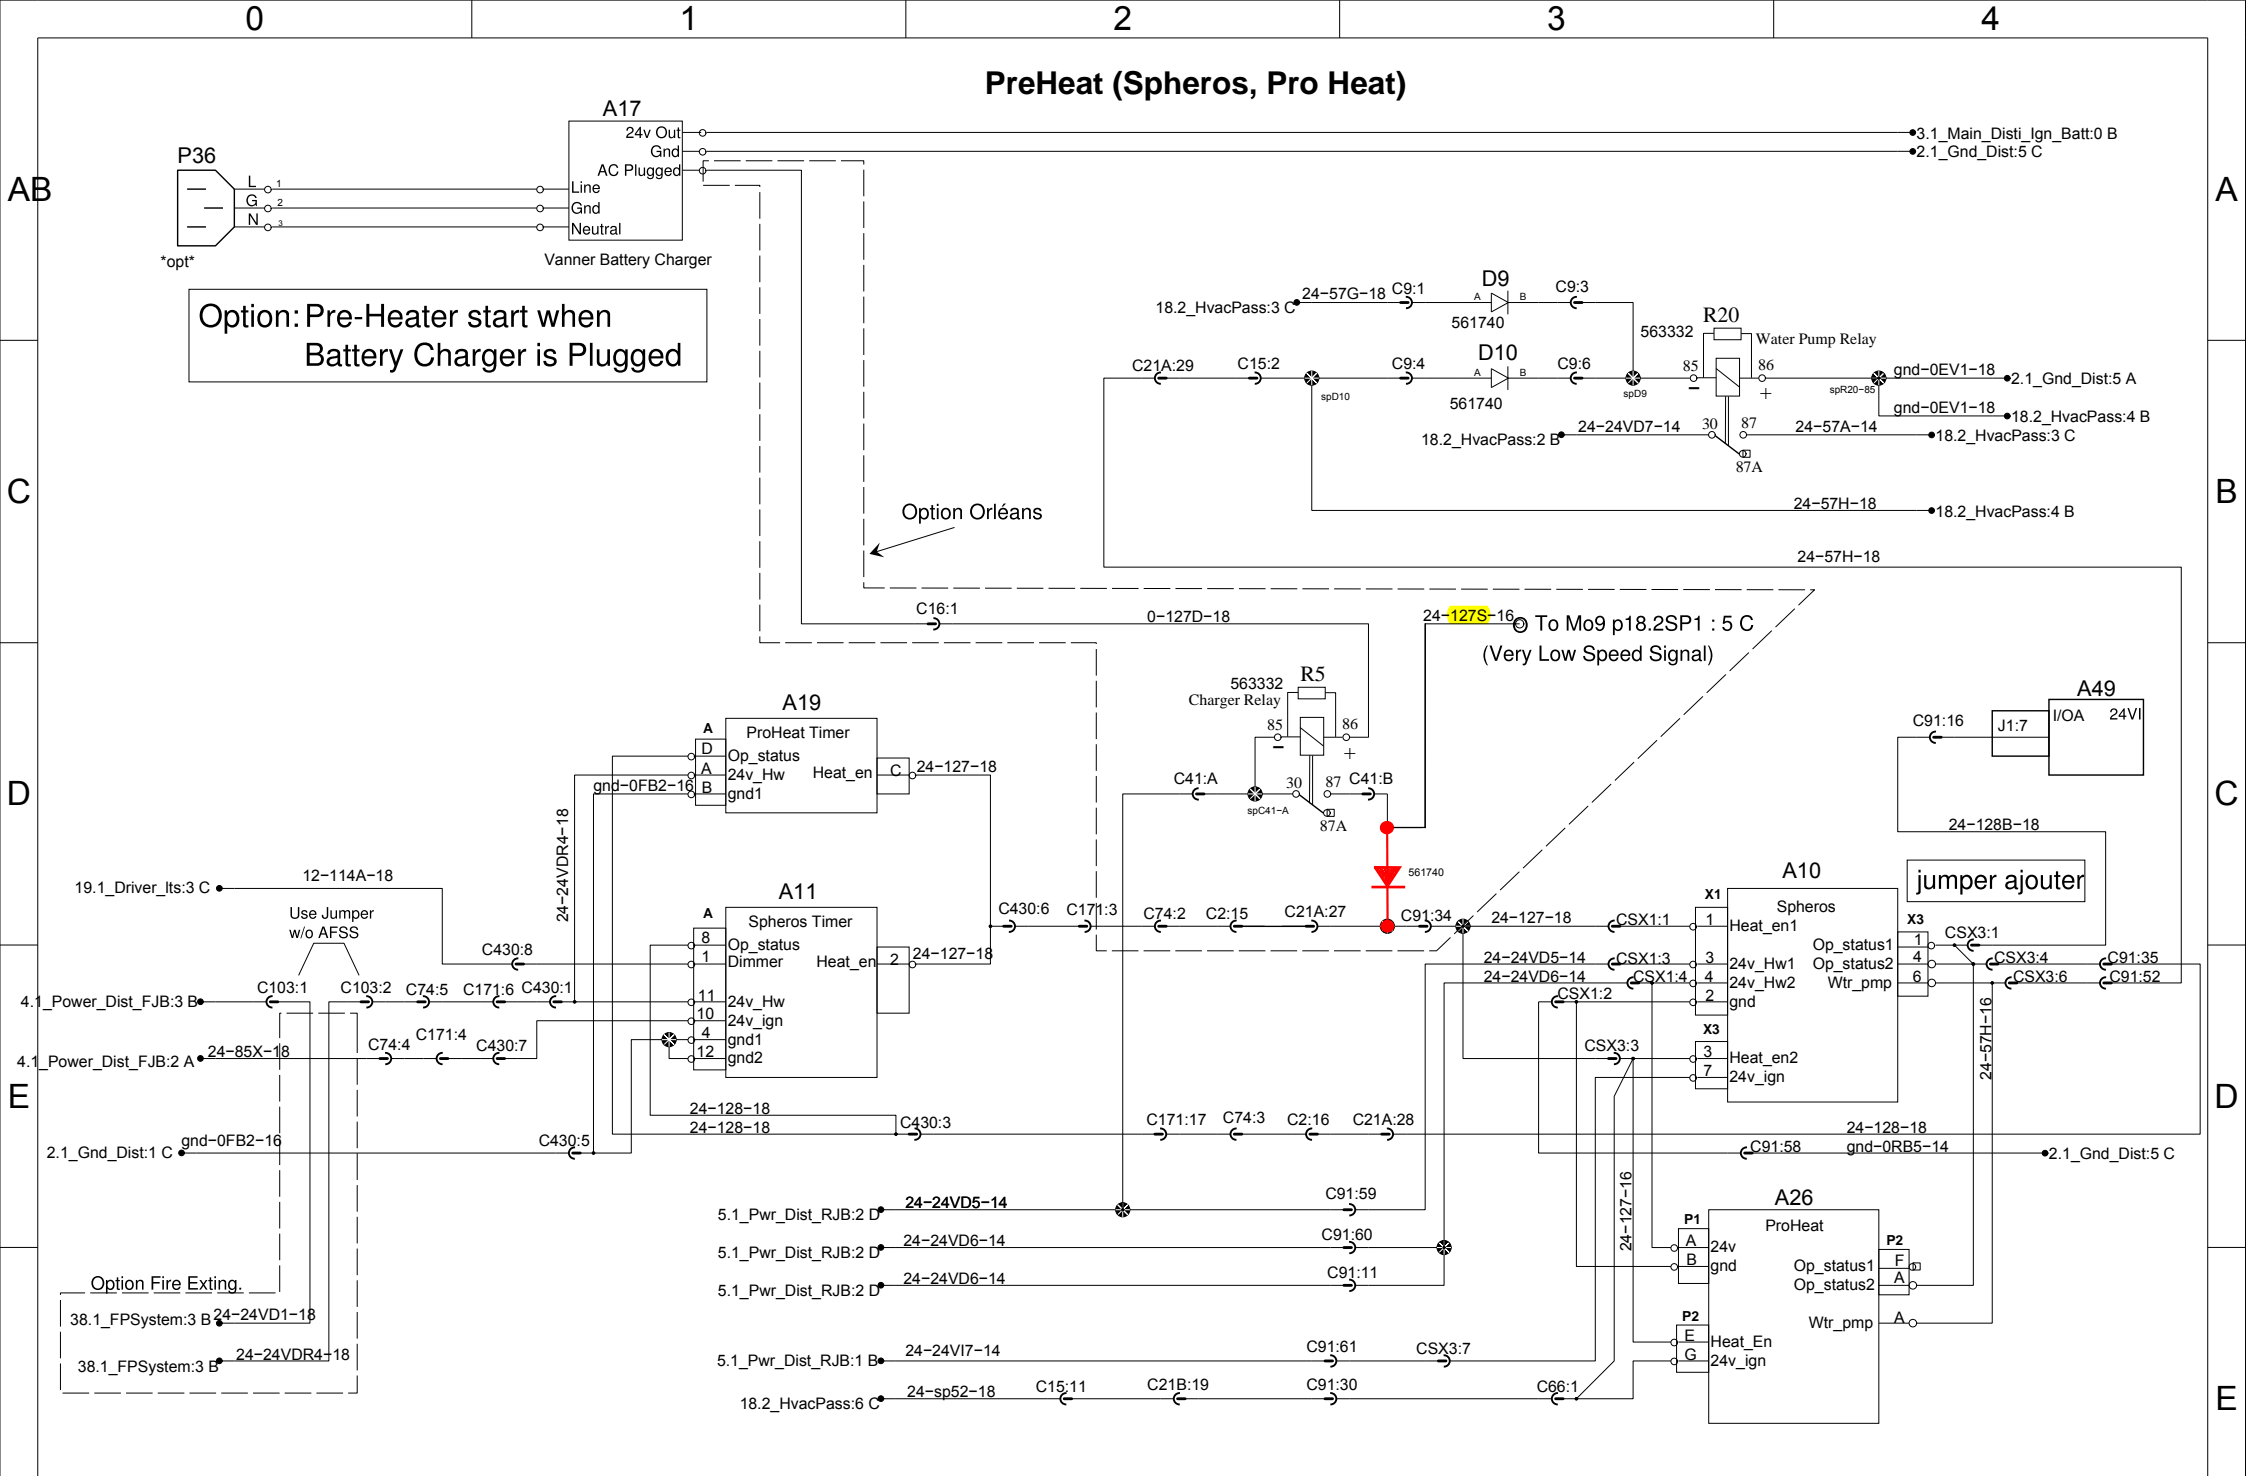 0 1 2 3 4
PreHeat (Spheros, Pro Heat)
AB
C
D
E
A
B
C
D
E
A17
24v Out
Gnd
AC Plugged
Line
Gnd
Neutral
Vanner Battery Charger
P36
L 1
G 2
N 3
*opt*
3.1_Main_Disti_Ign_Batt:0 B
2.1_Gnd_Dist:5 C
Option: Pre-Heater start when
Battery Charger is Plugged
18.2_HvacPass:3 C
24-57G-18
C9:1
D9
A B
561740
C9:3
R20
563332
Water Pump Relay
C21A:29
C15:2
spD10
C9:4
D10
A B
561740
C9:6
spD9
85
−
86
+
spR20-85
gnd-0EV1-18
2.1_Gnd_Dist:5 A
gnd-0EV1-18
18.2_HvacPass:4 B
18.2_HvacPass:2 B
24-24VD7-14
30
87
87A
24-57A-14
18.2_HvacPass:3 C
24-57H-18
18.2_HvacPass:4 B
24-57H-18
Option Orléans
C16:1
0-127D-18
24-127S-16
To Mo9 p18.2SP1 : 5 C
(Very Low Speed Signal)
563332
R5
Charger Relay
85
−
86
+
C41:A
spC41-A
30
87
87A
C41:B
561740
A49
I/OA
24VI
J1:7
C91:16
24-128B-18
jumper ajouter
A19
A
ProHeat Timer
D Op_status
A 24v_Hw
B gnd1
Heat_en C
24-127-18
gnd-0FB2-16
24-24VDR4-18
19.1_Driver_lts:3 C
12-114A-18
Use Jumper
w/o AFSS
A11
A
Spheros Timer
8 Op_status
1 Dimmer
Heat_en 2
24-127-18
11 24v_Hw
10 24v_ign
4 gnd1
12 gnd2
C430:8
4.1_Power_Dist_FJB:3 B
C103:1
C103:2
C74:5
C171:6
C430:1
4.1_Power_Dist_FJB:2 A
24-85X-18
C74:4
C171:4
C430:7
C430:6
C171:3
C74:2
C2:15
C21A:27
C91:34
24-127-18
CSX1:1
24-24VD5-14
CSX1:3
24-24VD6-14
CSX1:4
CSX1:2
CSX3:3
A10
X1
Spheros
1 Heat_en1
3 24v_Hw1
4 24v_Hw2
2 gnd
X3
3 Heat_en2
7 24v_ign
X3
Op_status1 1
Op_status2 4
Wtr_pmp 6
CSX3:1
CSX3:4
CSX3:6
C91:35
C91:52
24-57H-16
24-128-18
24-128-18
C430:3
C171:17
C74:3
C2:16
C21A:28
24-128-18
2.1_Gnd_Dist:1 C
gnd-0FB2-16
C430:5
C91:58
gnd-0RB5-14
2.1_Gnd_Dist:5 C
5.1_Pwr_Dist_RJB:2 D
24-24VD5-14
C91:59
5.1_Pwr_Dist_RJB:2 D
24-24VD6-14
C91:60
5.1_Pwr_Dist_RJB:2 D
24-24VD6-14
C91:11
24-127-16
A26
P1
ProHeat
A 24v
B gnd
P2
Op_status1 F
Op_status2 A
Wtr_pmp A
P2
E Heat_En
G 24v_ign
Option Fire Exting.
38.1_FPSystem:3 B
24-24VD1-18
38.1_FPSystem:3 B
24-24VDR4-18
5.1_Pwr_Dist_RJB:1 B
24-24VI7-14
C91:61
CSX3:7
18.2_HvacPass:6 C
24-sp52-18
C15:11
C21B:19
C91:30
C66:1